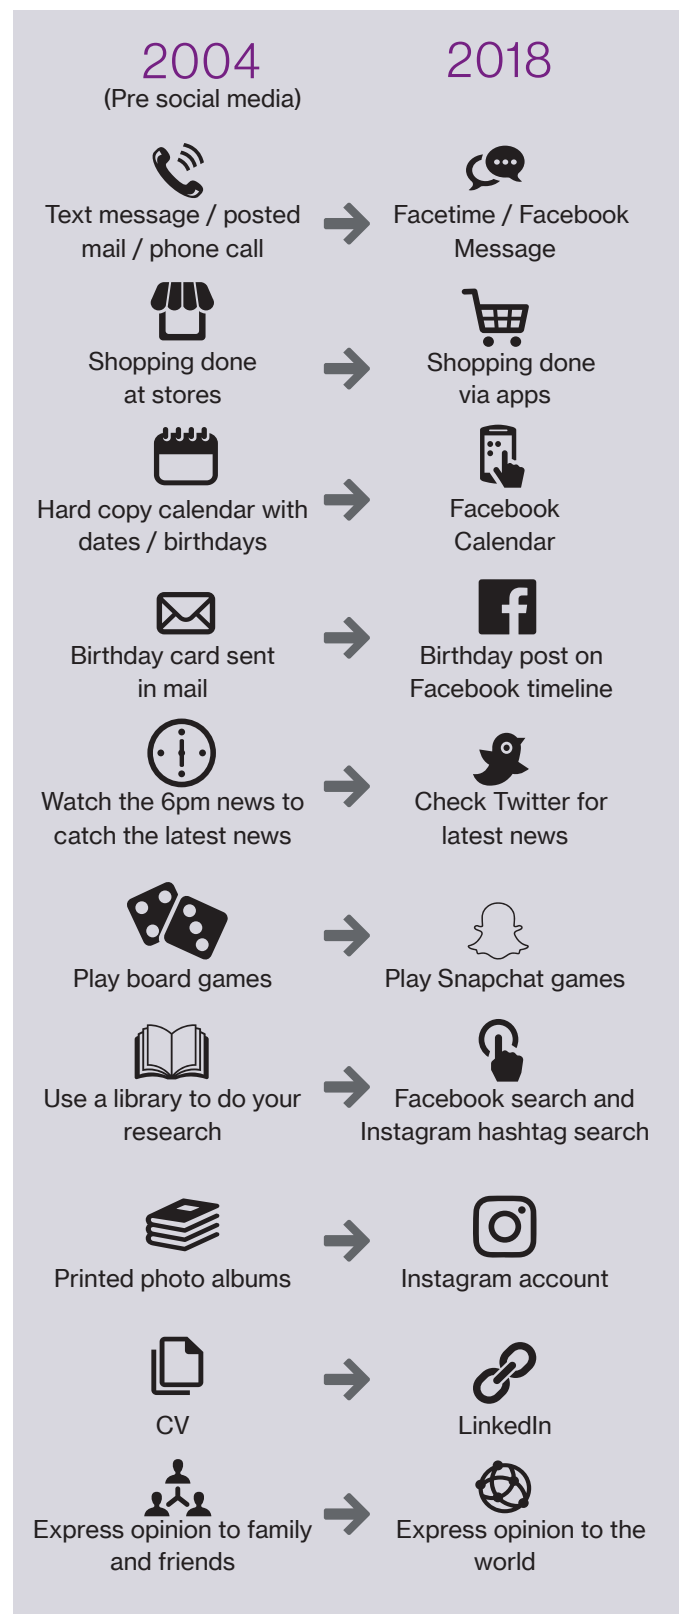 2004
(Pre social media)
2018
Text message / posted
mail / phone call
Facetime / Facebook
Message
Shopping done
at stores
Shopping done
via apps
Hard copy calendar with
dates / birthdays
Facebook
Calendar
Birthday card sent
in mail
Birthday post on
Facebook timeline
Watch the 6pm news to
catch the latest news
Check Twitter for
latest news
Play board games
Play Snapchat games
Use a library to do your
research
Facebook search and
Instagram hashtag search
Printed photo albums
Instagram account
CV
LinkedIn
Express opinion to family
and friends
Express opinion to the
world